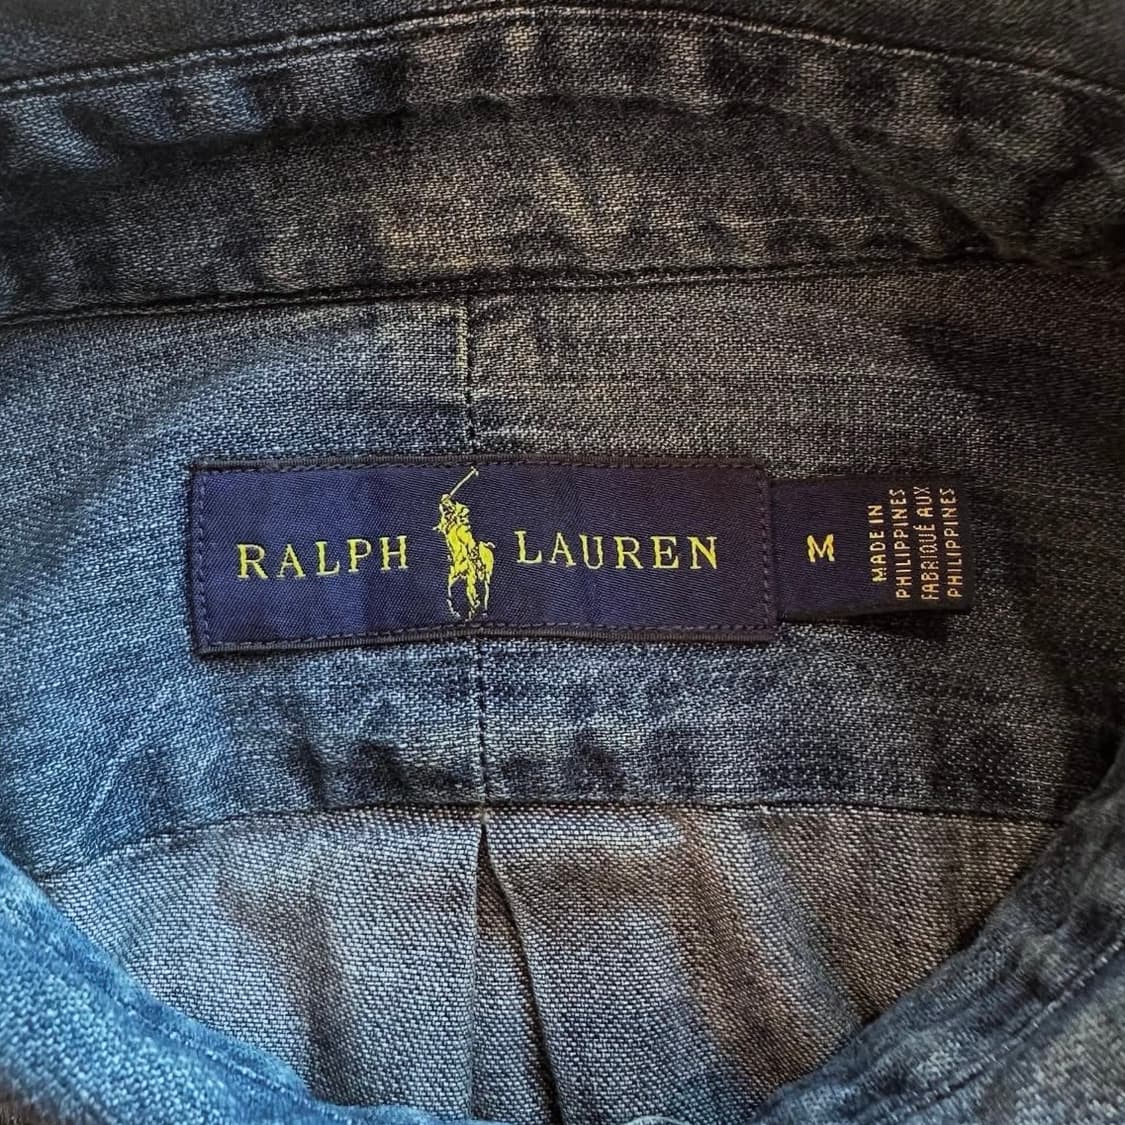 RALPH LAUREN
M
MADE IN
PHILIPPINES
FABRIQUÉ AUX
PHILIPPINES